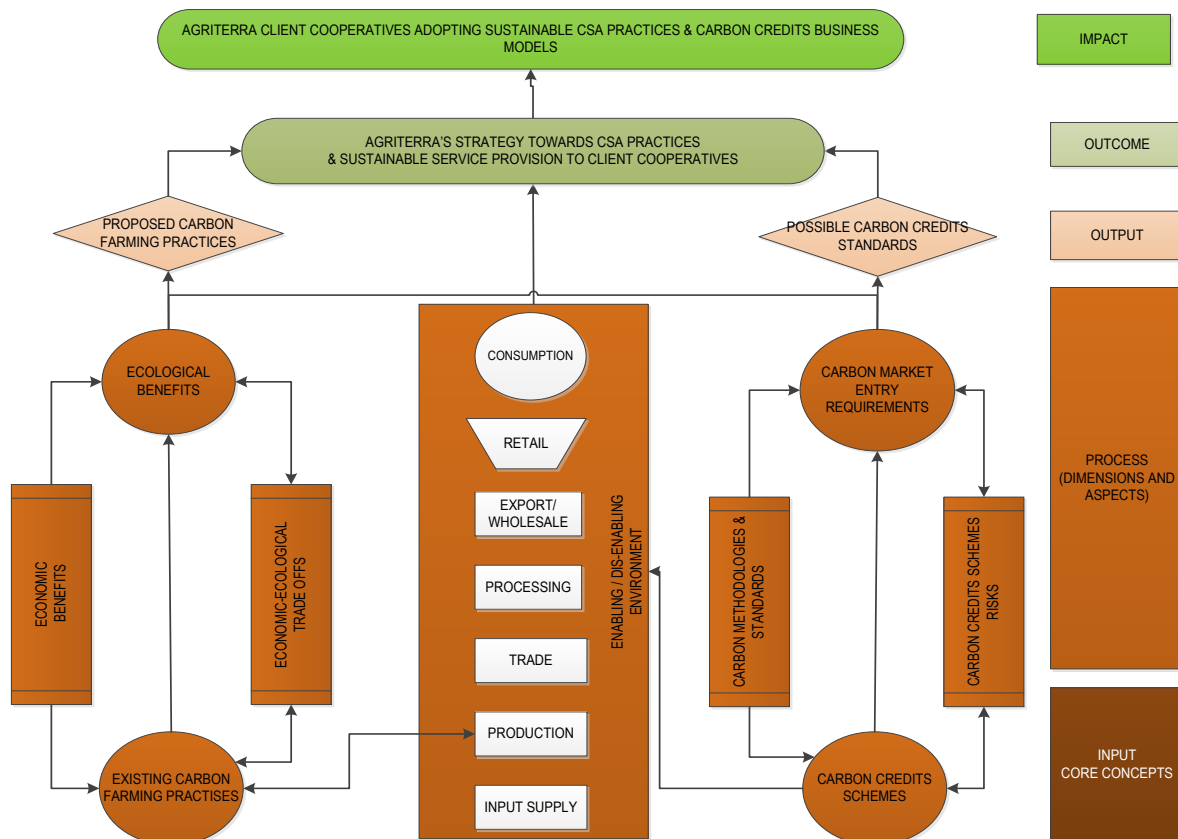 AGRITERRA CLIENT COOPERATIVES ADOPTING SUSTAINABLE CSA PRACTICES & CARBON CREDITS BUSINESS
MODELS
IMPACT
AGRITERRA'S STRATEGY TOWARDS CSA PRACTICES
& SUSTAINABLE SERVICE PROVISION TO CLIENT COOPERATIVES
OUTCOME
PROPOSED CARBON
FARMING PRACTICES
POSSIBLE CARBON CREDITS
STANDARDS
OUTPUT
ECOLOGICAL
BENEFITS
ECONOMIC
BENEFITS
ECONOMIC-ECOLOGICAL
TRADE OFFS
EXISTING CARBON
FARMING PRACTISES
CONSUMPTION
RETAIL
EXPORT/
WHOLESALE
PROCESSING
TRADE
PRODUCTION
INPUT SUPPLY
ENABLING / DIS-ENABLING
ENVIRONMENT
CARBON MARKET
ENTRY
REQUIREMENTS
CARBON METHODOLOGIES &
STANDARDS
CARBON CREDITS SCHEMES
RISKS
CARBON CREDITS
SCHEMES
PROCESS
(DIMENSIONS AND
ASPECTS)
INPUT
CORE CONCEPTS